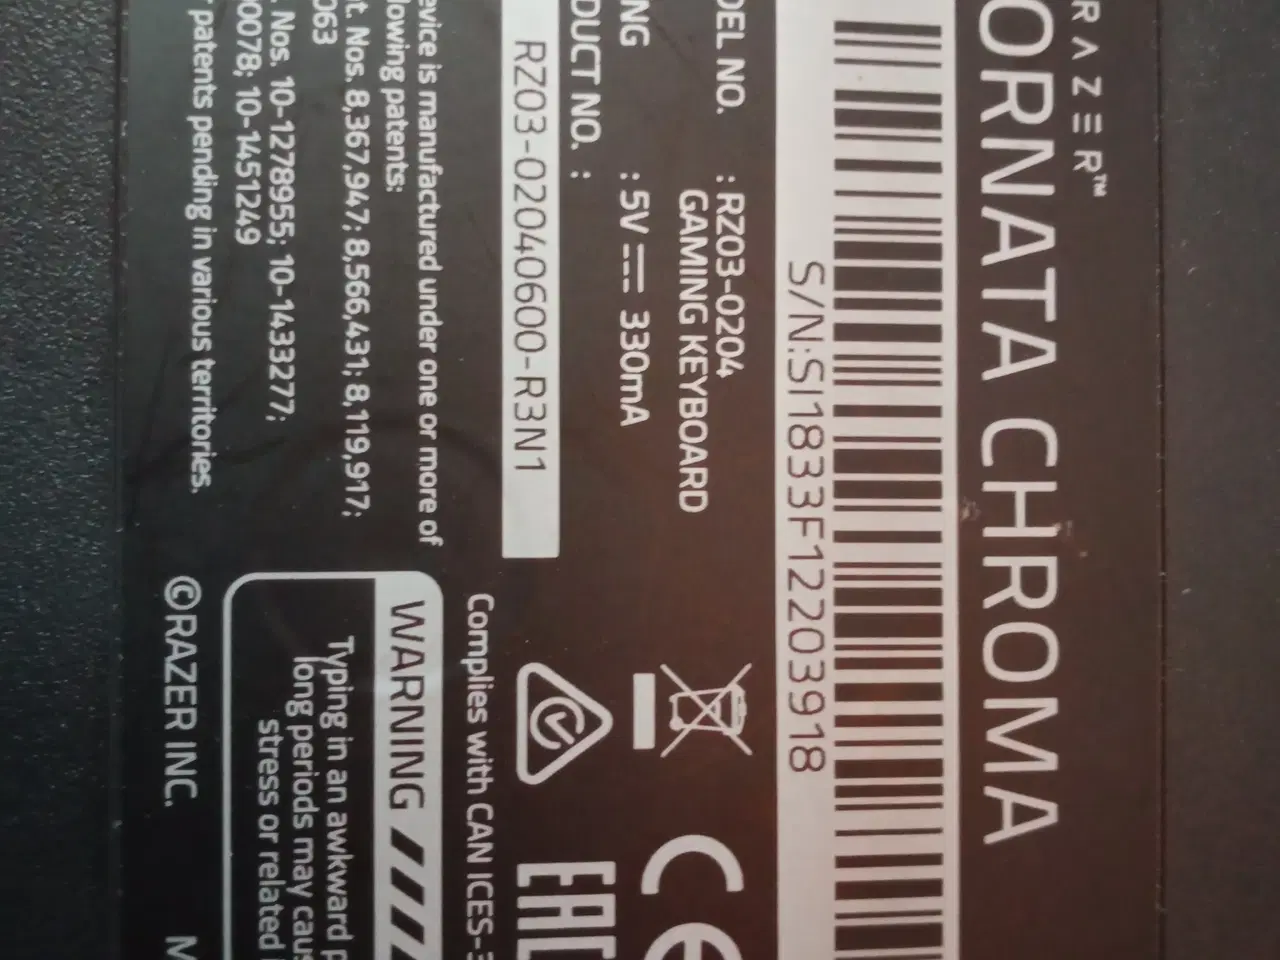 RAZER™
ORNATA CHROMA
S/N:SI1833F12203918
DEL NO. : RZ03-0204
GAMING KEYBOARD
NG : 5V 330mA
DUCT NO. :
RZ03-02040600-R3N1
evice is manufactured under one or more of
lowing patents:
t. Nos. 8,367,947; 8,566,431; 8,119,917;
063
. Nos. 10-1278955; 10-1433277;
00078; 10-1451249
r patents pending in various territories.
CE
EAC
Complies with CAN ICES-3
WARNING
Typing in an awkward p
long periods may caus
stress or related
©RAZER INC. M